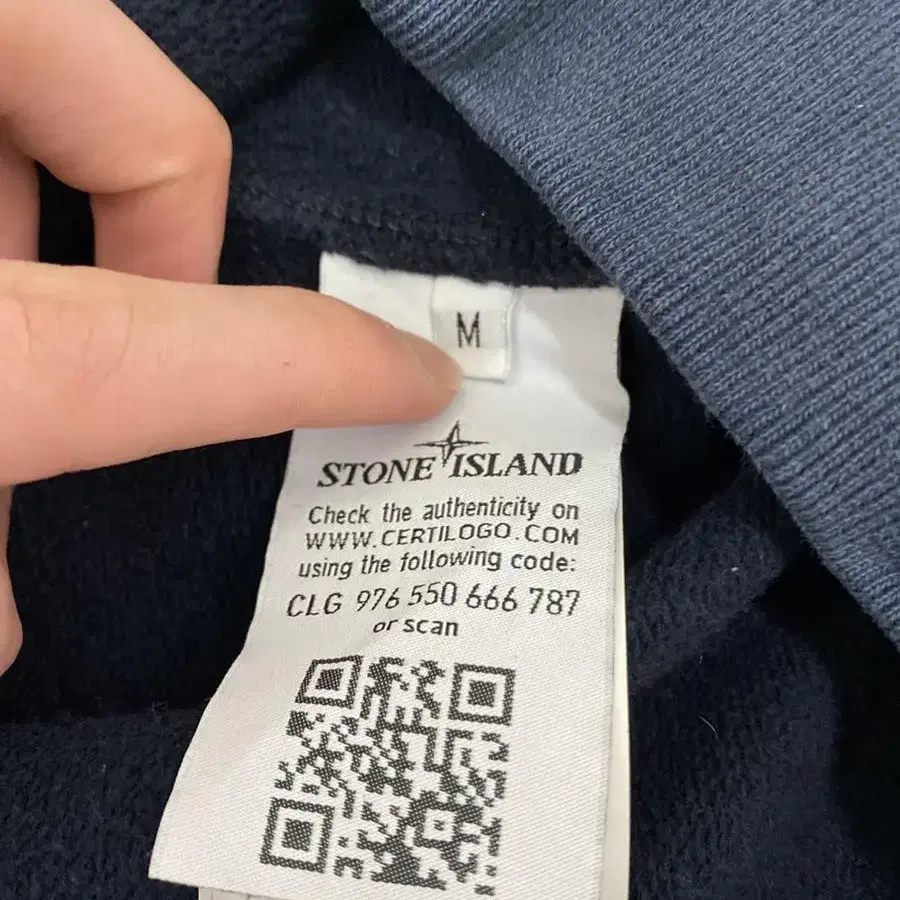 M
STONE ISLAND
Check the authenticity on
WWW.CERTILOGO.COM
using the following code:
CLG 976 550 666 787
or scan